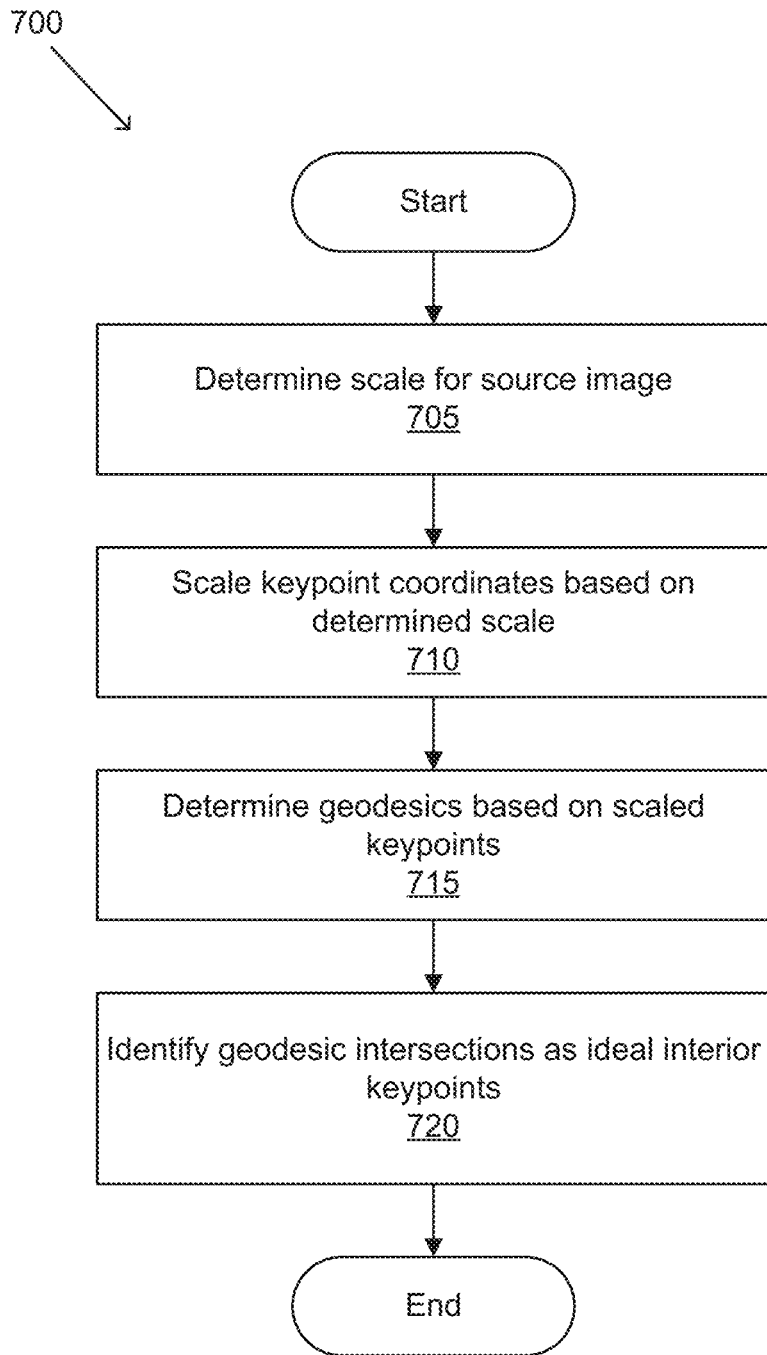 700
Start
Determine scale for source image
705
Scale keypoint coordinates based on
determined scale
710
Determine geodesics based on scaled
keypoints
715
Identify geodesic intersections as ideal interior
keypoints
720
End